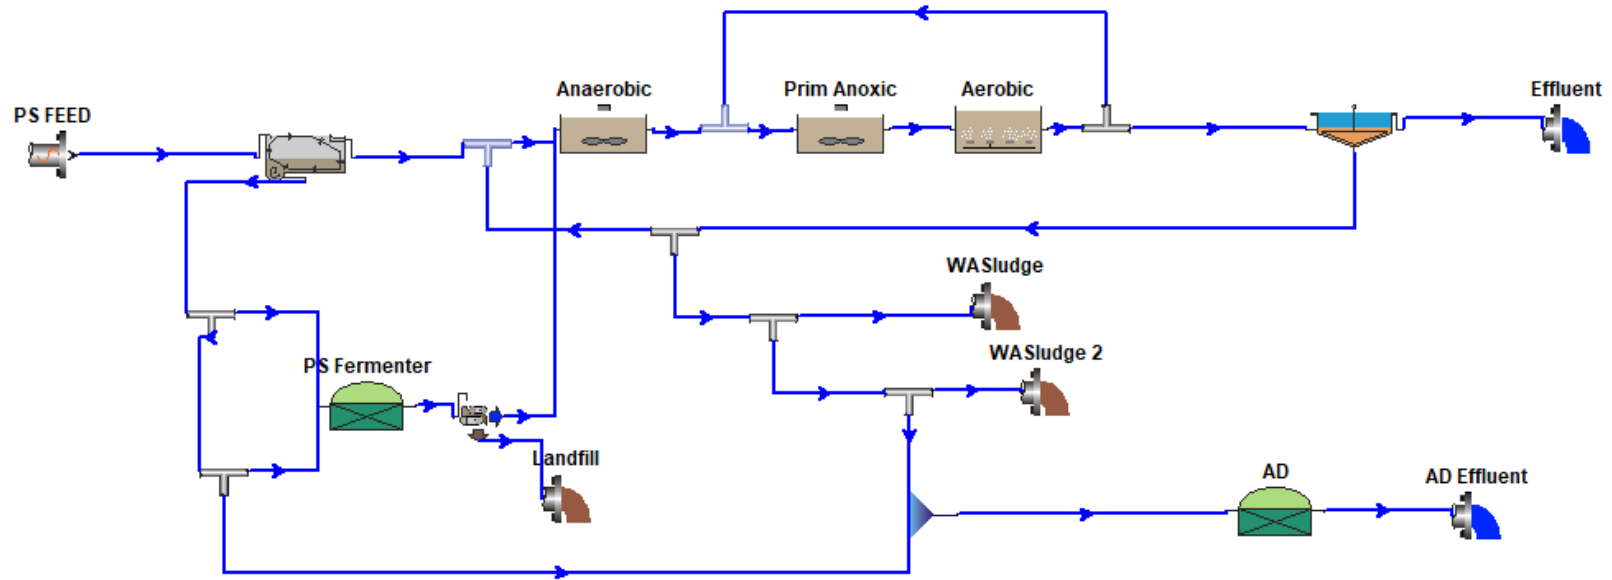 Anaerobic
Prim Anoxic
Aerobic
Effluent
PS FEED
WASludge
WASludge 2
PS Fermenter
Landfill
AD
AD Effluent